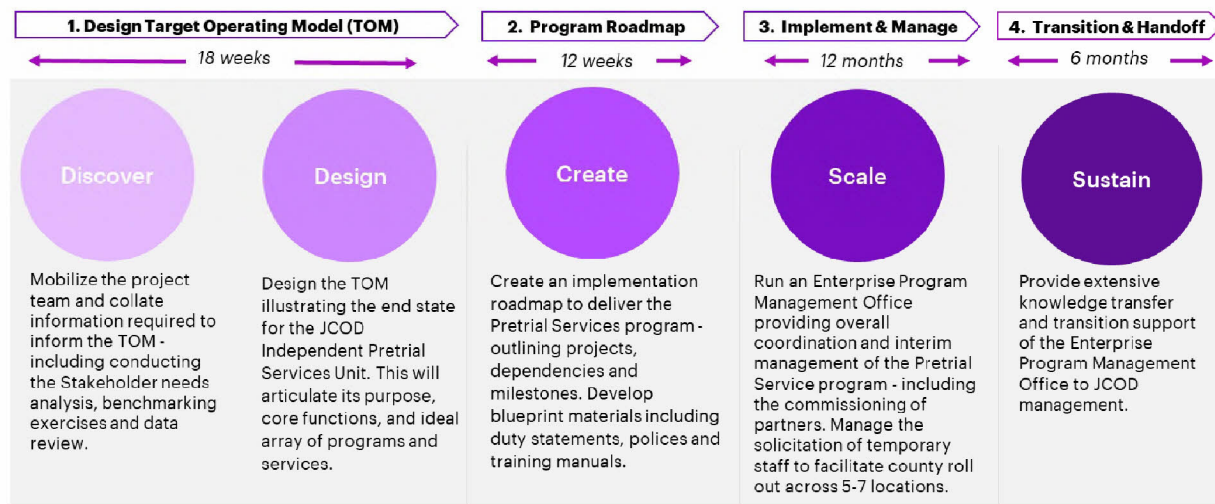 1. Design Target Operating Model (TOM)
18 weeks
2. Program Roadmap
12 weeks
3. Implement & Manage
12 months
4. Transition & Handoff
6 months
Discover
Mobilize the project
team and collate
information required to
inform the TOM -
including conducting
the Stakeholder needs
analysis, benchmarking
exercises and data
review.
Design
Design the TOM
illustrating the end state
for the JCOD
Independent Pretrial
Services Unit. This will
articulate its purpose,
core functions, and ideal
array of programs and
services.
Create
Create an implementation
roadmap to deliver the
Pretrial Services program -
outlining projects,
dependencies and
milestones. Develop
blueprint materials including
duty statements, polices and
training manuals.
Scale
Run an Enterprise Program
Management Office
providing overall
coordination and interim
management of the Pretrial
Service program - including
the commissioning of
partners. Manage the
solicitation of temporary
staff to facilitate county roll
out across 5-7 locations.
Sustain
Provide extensive
knowledge transfer
and transition support
of the Enterprise
Program Management
Office to JCOD
management.